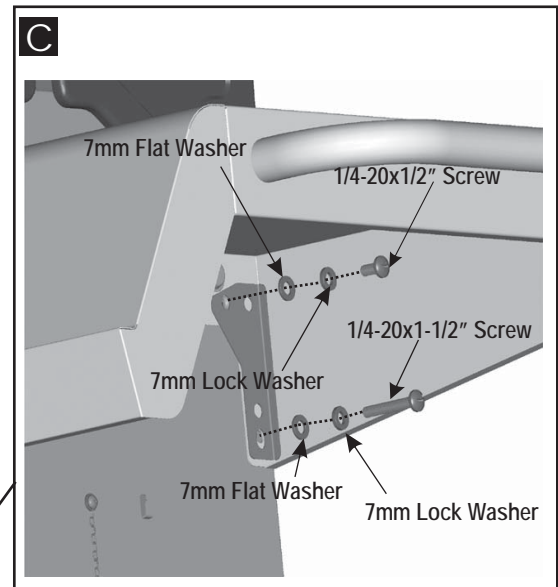 C
7mm Flat Washer
1/4-20x1/2" Screw
1/4-20x1-1/2" Screw
7mm Lock Washer
7mm Flat Washer
7mm Lock Washer